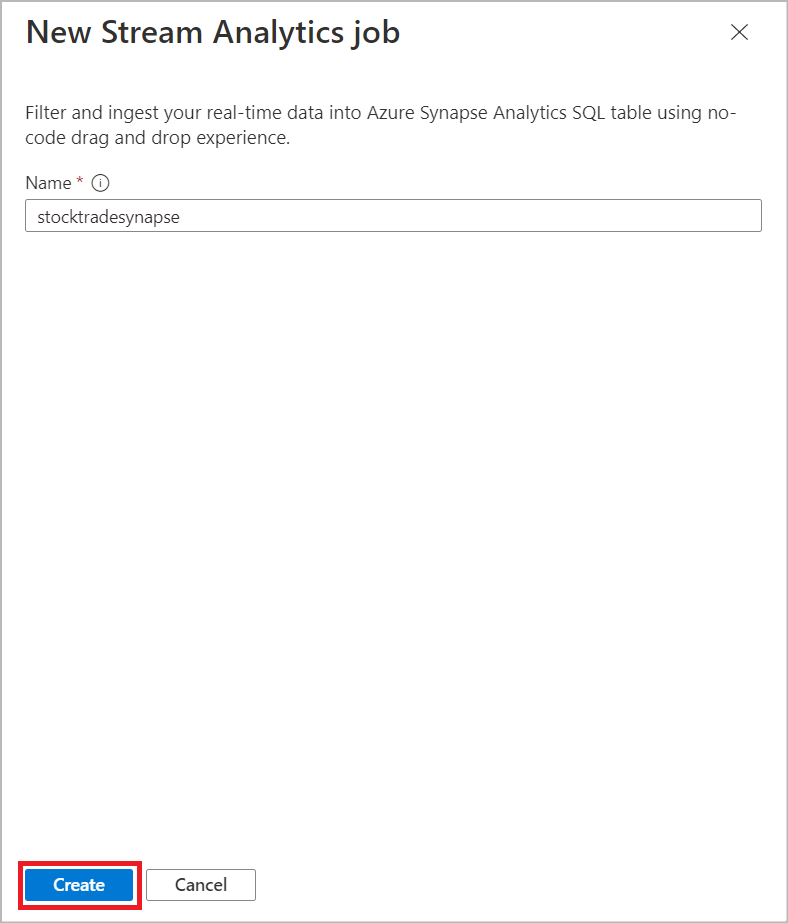 New Stream Analytics job
Filter and ingest your real-time data into Azure Synapse Analytics SQL table using no-
code drag and drop experience.
Name *
stocktradesynapse
Create
Cancel